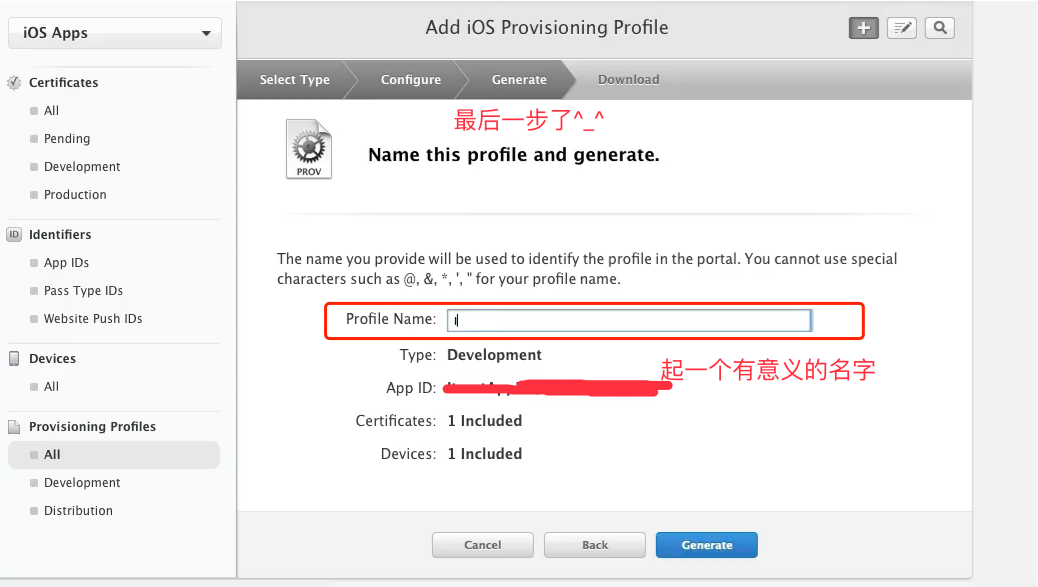 iOS Apps
Certificates
All
Pending
Development
Production
ID
Identifiers
App IDs
Pass Type IDs
Website Push IDs
Devices
All
Provisioning Profiles
All
Development
Distribution
Add iOS Provisioning Profile
Select Type
Configure
Generate
Download
最后一步了^_^
PROV
Name this profile and generate.
The name you provide will be used to identify the profile in the portal. You cannot use special
characters such as @, &, *, ', " for your profile name.
Profile Name:
Type: Development
起一个有意义的名字
App ID:
Certificates: 1 Included
Devices: 1 Included
Cancel
Back
Generate